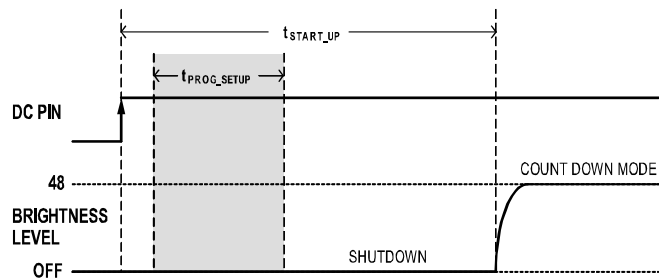 tSTART_UP
tPROG_SETUP
DC PIN
48
COUNT DOWN MODE
BRIGHTNESS
LEVEL
SHUTDOWN
OFF